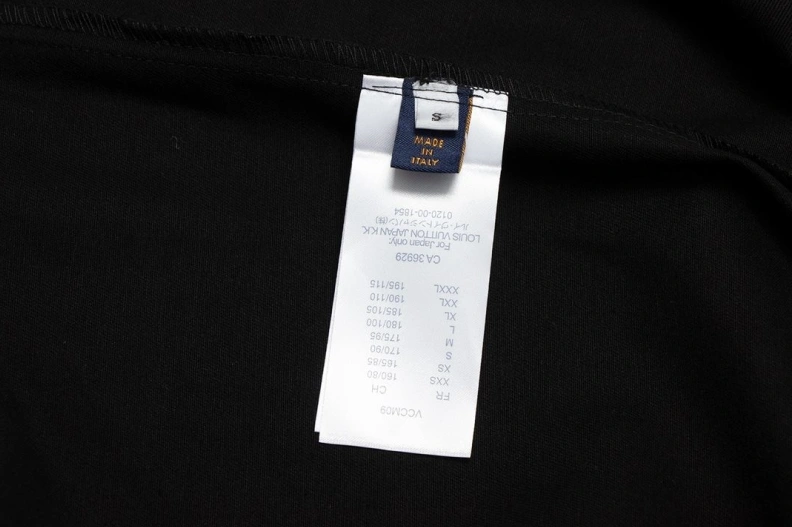 S
MADE
IN
ITALY
VCCM09
FR CH
XXS 160/80
XS 165/85
S 170/90
M 175/95
L 180/100
XL 185/105
XXL 190/110
XXXL 195/115
CA 36929
For Japan only:
LOUIS VUITTON JAPAN K.K.
ルイ・ヴィトンジャパン(株)
0120-00-1854